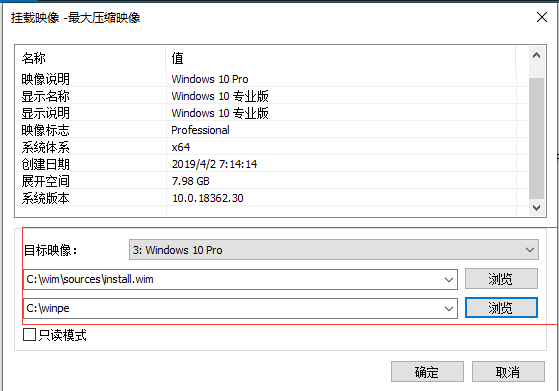 挂载映像 -最大压缩映像
名称 值
映像说明 Windows 10 Pro
显示名称 Windows 10 专业版
显示说明 Windows 10 专业版
映像标志 Professional
系统体系 x64
创建日期 2019/4/2 7:14:14
展开空间 7.98 GB
系统版本 10.0.18362.30
目标映像： 3: Windows 10 Pro
C:\wim\sources\install.wim 浏览
C:\winpe 浏览
只读模式
确定 取消